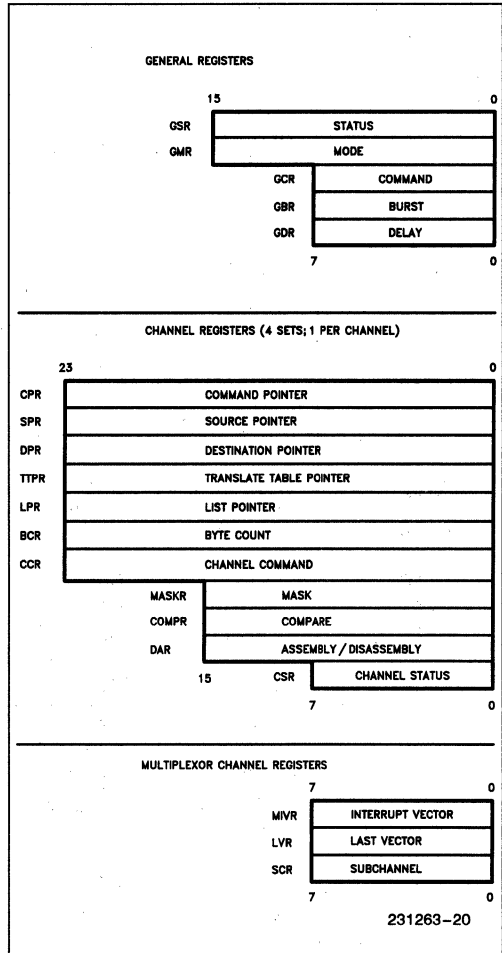 GENERAL REGISTERS
15 0
GSR STATUS
GMR MODE
GCR COMMAND
GBR BURST
GDR DELAY
7 0
CHANNEL REGISTERS (4 SETS; 1 PER CHANNEL)
23 0
CPR COMMAND POINTER
SPR SOURCE POINTER
DPR DESTINATION POINTER
TTPR TRANSLATE TABLE POINTER
LPR LIST POINTER
BCR BYTE COUNT
CCR CHANNEL COMMAND
MASKR MASK
COMPR COMPARE
DAR ASSEMBLY / DISASSEMBLY
15 CSR CHANNEL STATUS
7 0
MULTIPLEXOR CHANNEL REGISTERS
7 0
MIVR INTERRUPT VECTOR
LVR LAST VECTOR
SCR SUBCHANNEL
7 0
231263-20